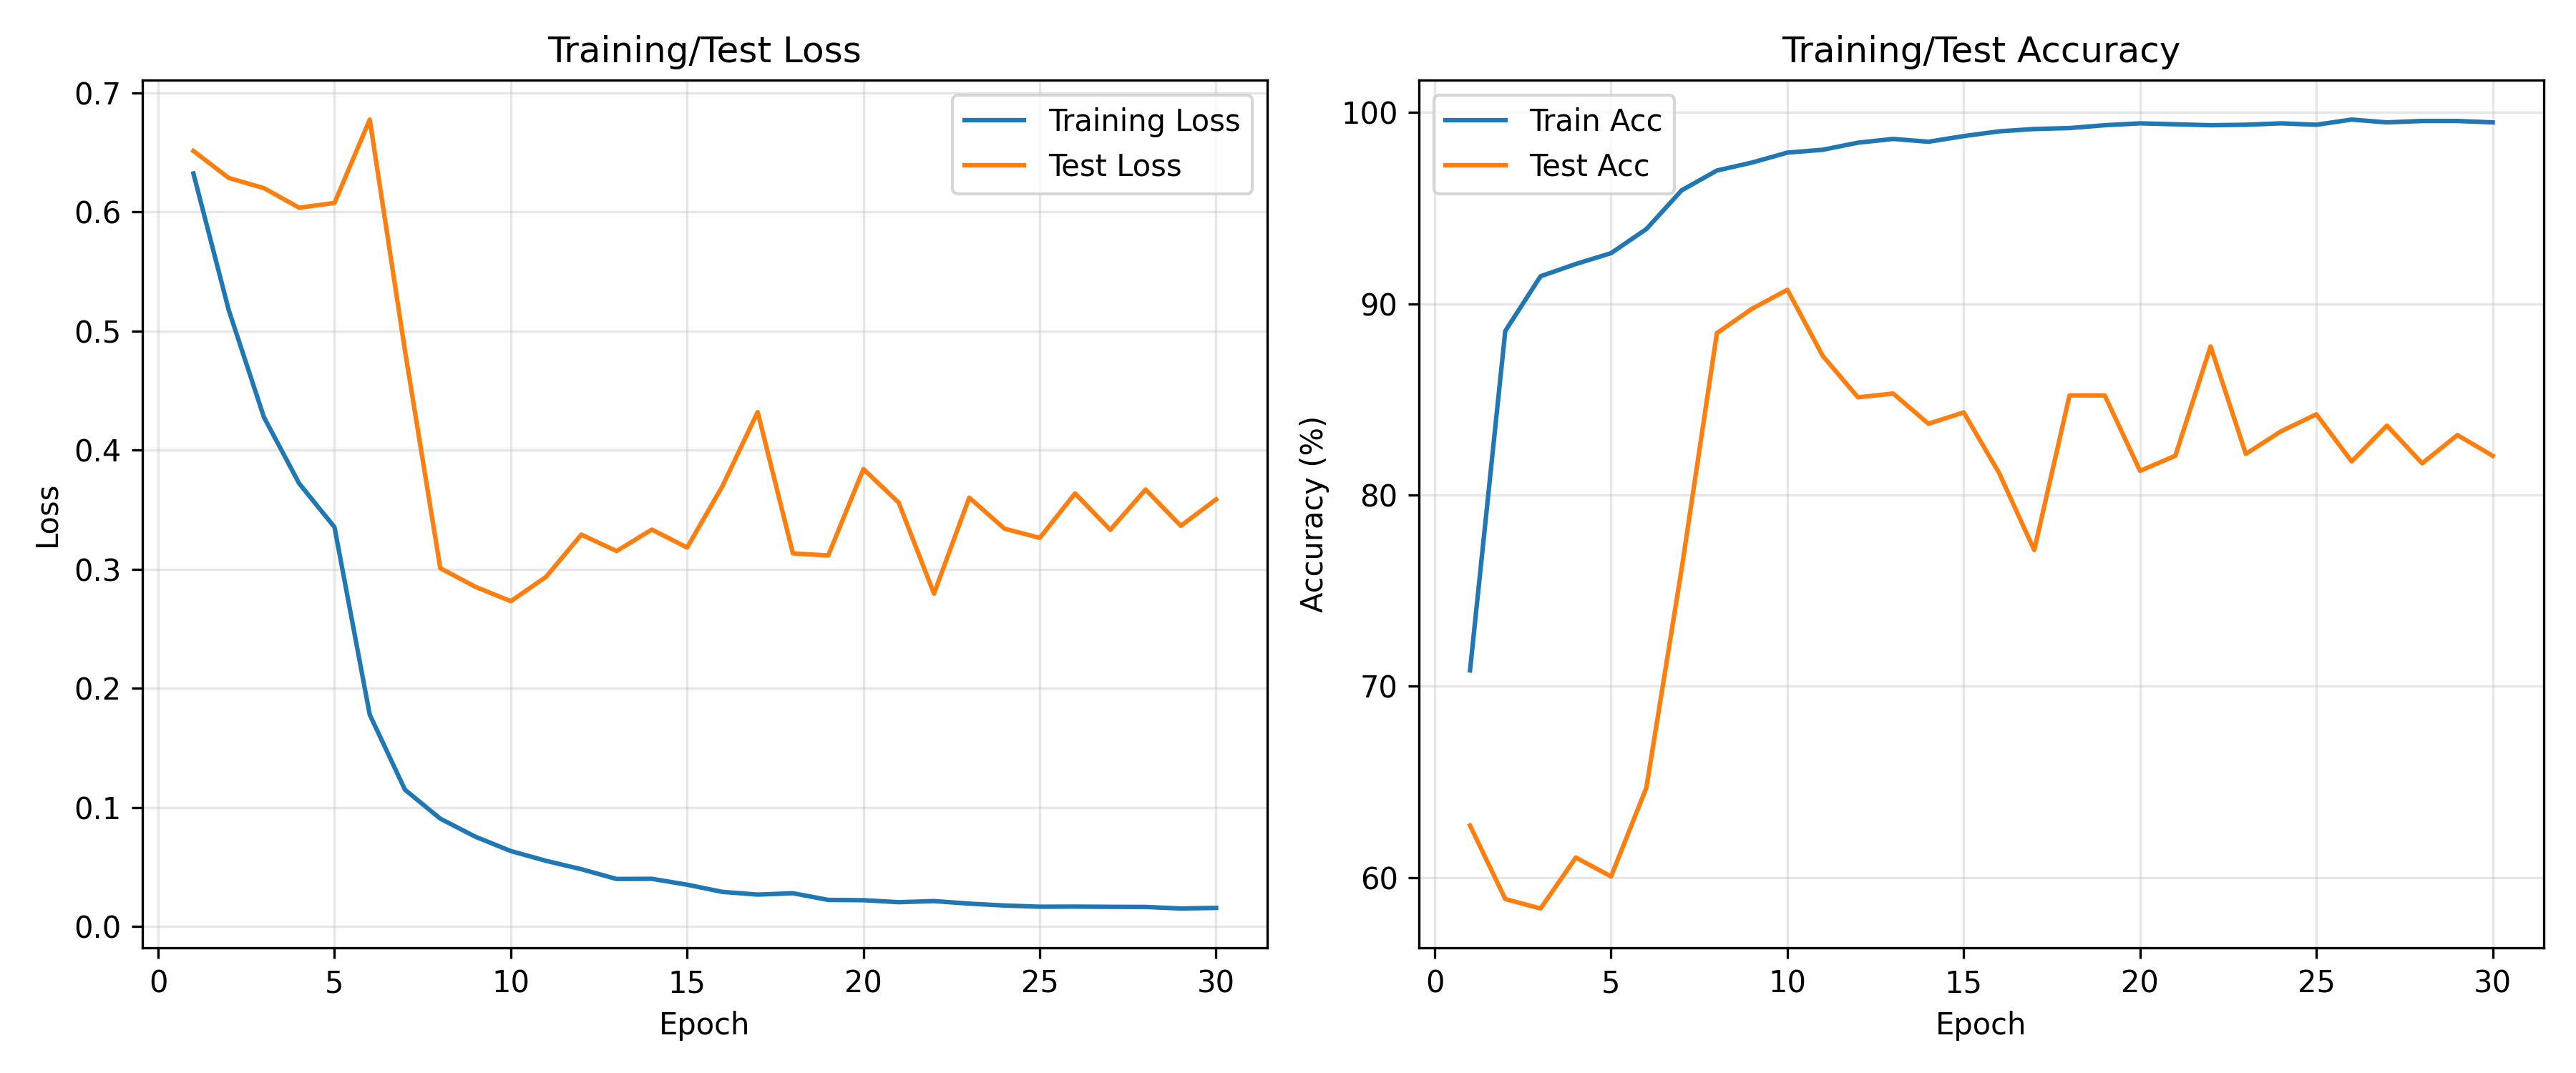 Training/Test Loss
0.7
0.6
0.5
0.4
0.3
0.2
0.1
0.0
Loss
Training Loss
Test Loss
0 5 10 15 20 25 30
Epoch
Training/Test Accuracy
100
90
80
70
60
Accuracy (%)
Train Acc
Test Acc
0 5 10 15 20 25 30
Epoch